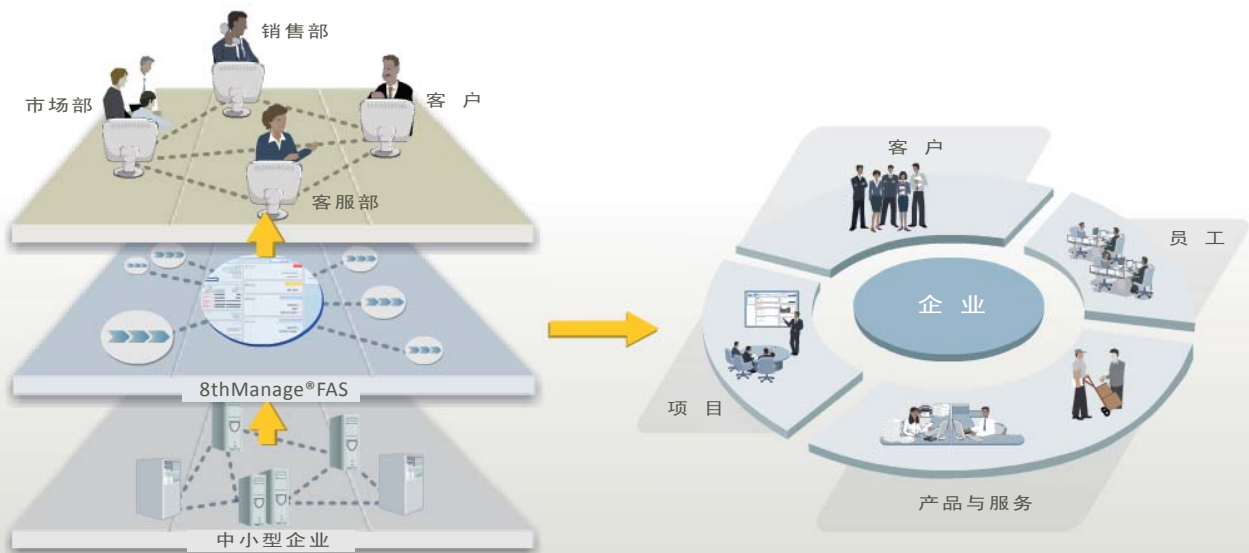 销售部
市场部
客 户
客服部
8thManage®FAS
中小型企业
客 户
员 工
企 业
项 目
产品与服务